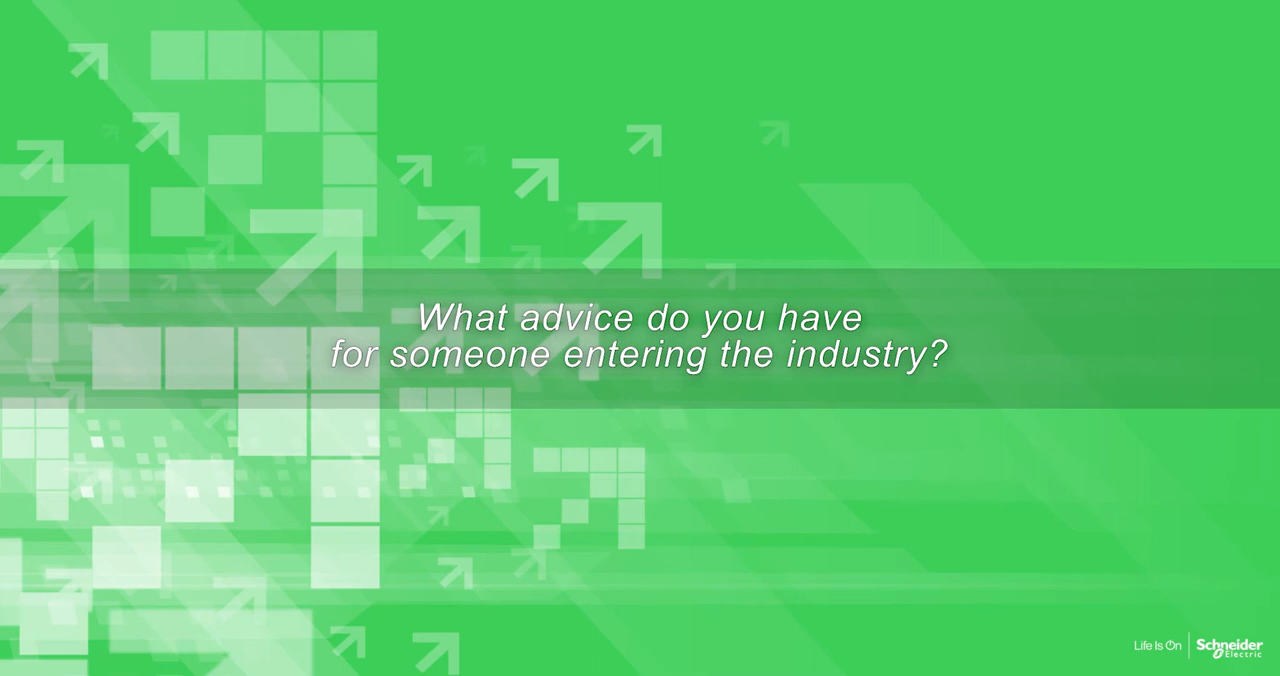 What advice do you have
for someone entering the industry?
Life Is On
Schneider
Electric